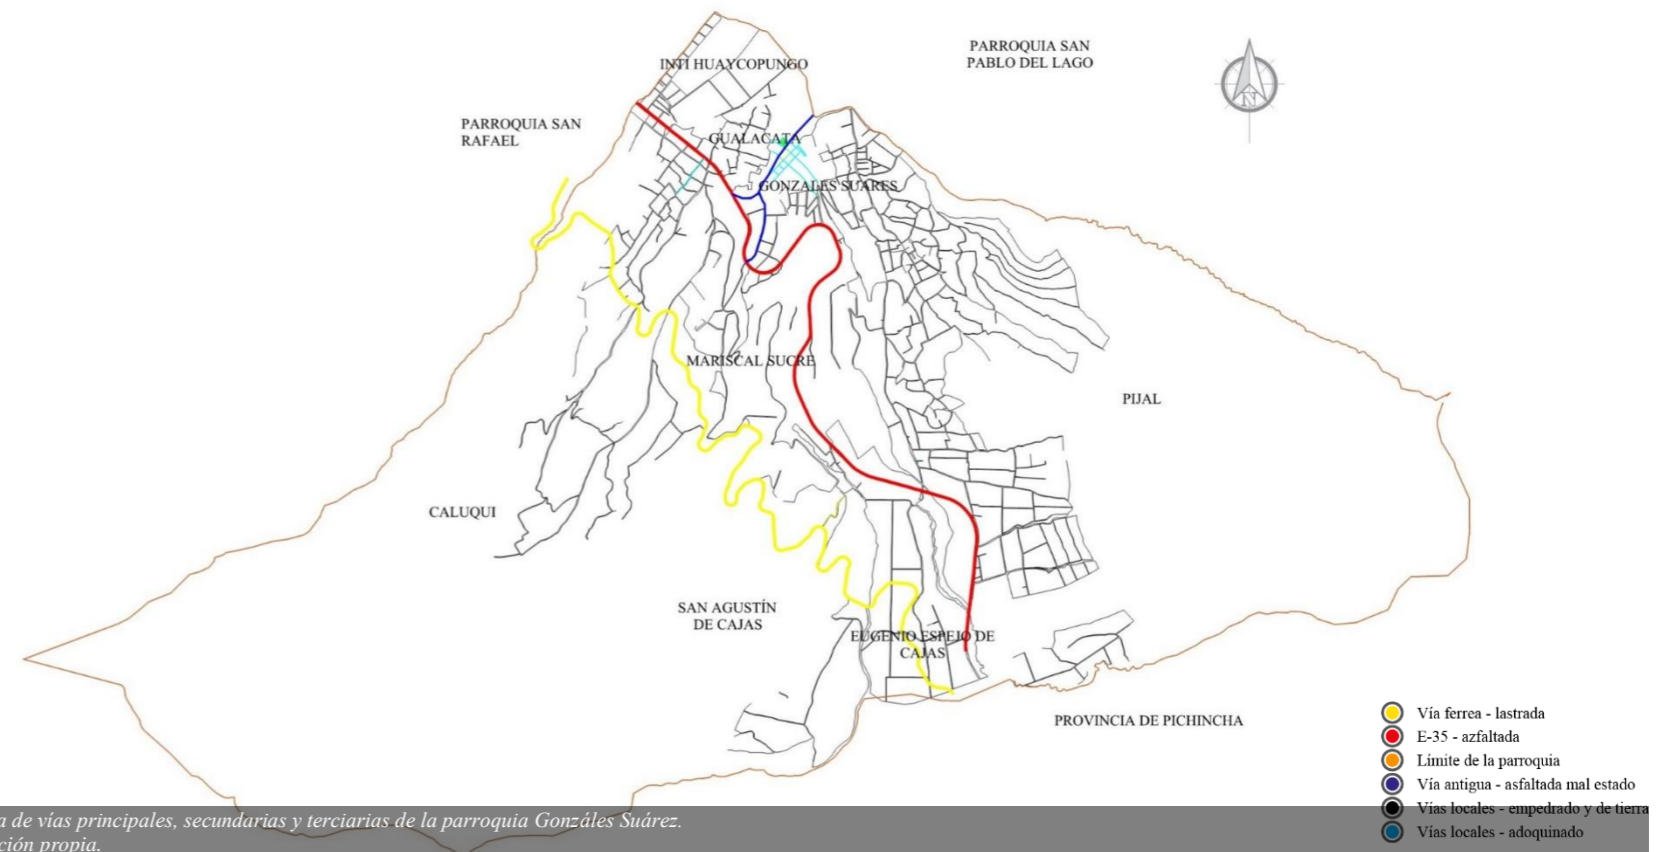 PARROQUIA SAN
PABLO DEL LAGO
INTI HUAYCOPUNGO
N
PARROQUIA SAN
RAFAEL
GUALACATA
GONZALES SUARES
MARISCAL SUCRE
PIJAL
CALUQUI
SAN AGUSTÍN
DE CAJAS
EUGENIO ESPEJO DE
CAJAS
PROVINCIA DE PICHINCHA
Vía ferrea - lastrada
E-35 - azfaltada
Límite de la parroquia
Vía antigua - asfaltada mal estado
Vías locales - empedrado y de tierra
Vías locales - adoquinado
a de vías principales, secundarias y terciarias de la parroquia Gonzáles Suárez.
ción propia.